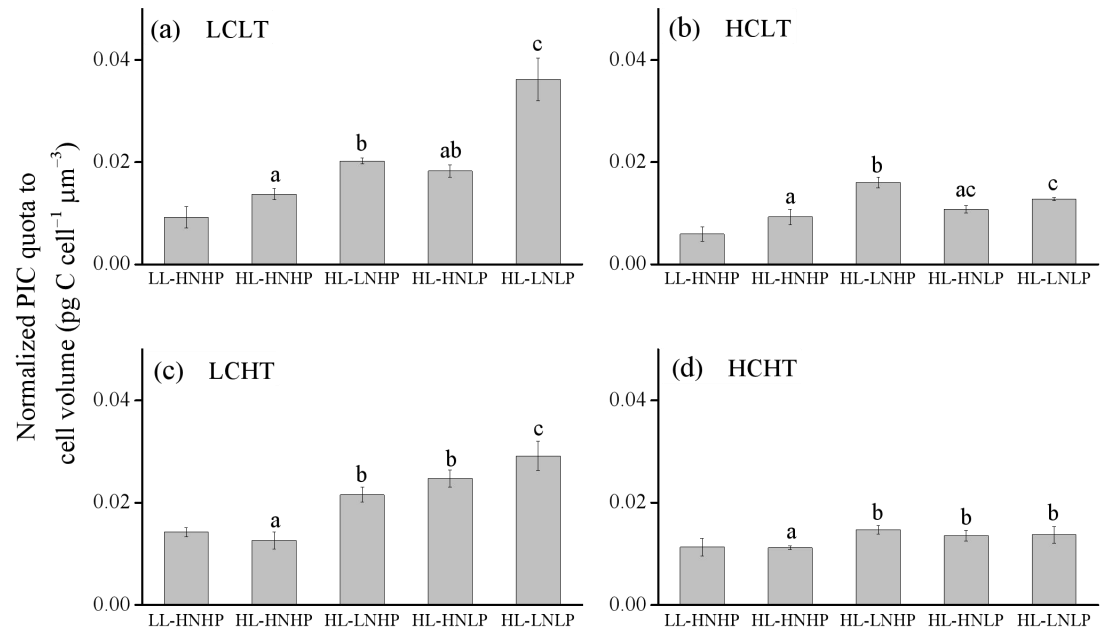 Normalized PIC quota to
cell volume (pg C cell⁻¹ μm⁻³)
(a) LCLT
0.04
0.02
0.00
a
b
ab
c
LL-HNHP HL-HNHP HL-LNHP HL-HNLP HL-LNLP
(b) HCLT
0.04
0.02
0.00
a
b
ac
c
LL-HNHP HL-HNHP HL-LNHP HL-HNLP HL-LNLP
(c) LCHT
0.04
0.02
0.00
a
b
b
c
LL-HNHP HL-HNHP HL-LNHP HL-HNLP HL-LNLP
(d) HCHT
0.04
0.02
0.00
a
b
b
b
LL-HNHP HL-HNHP HL-LNHP HL-HNLP HL-LNLP